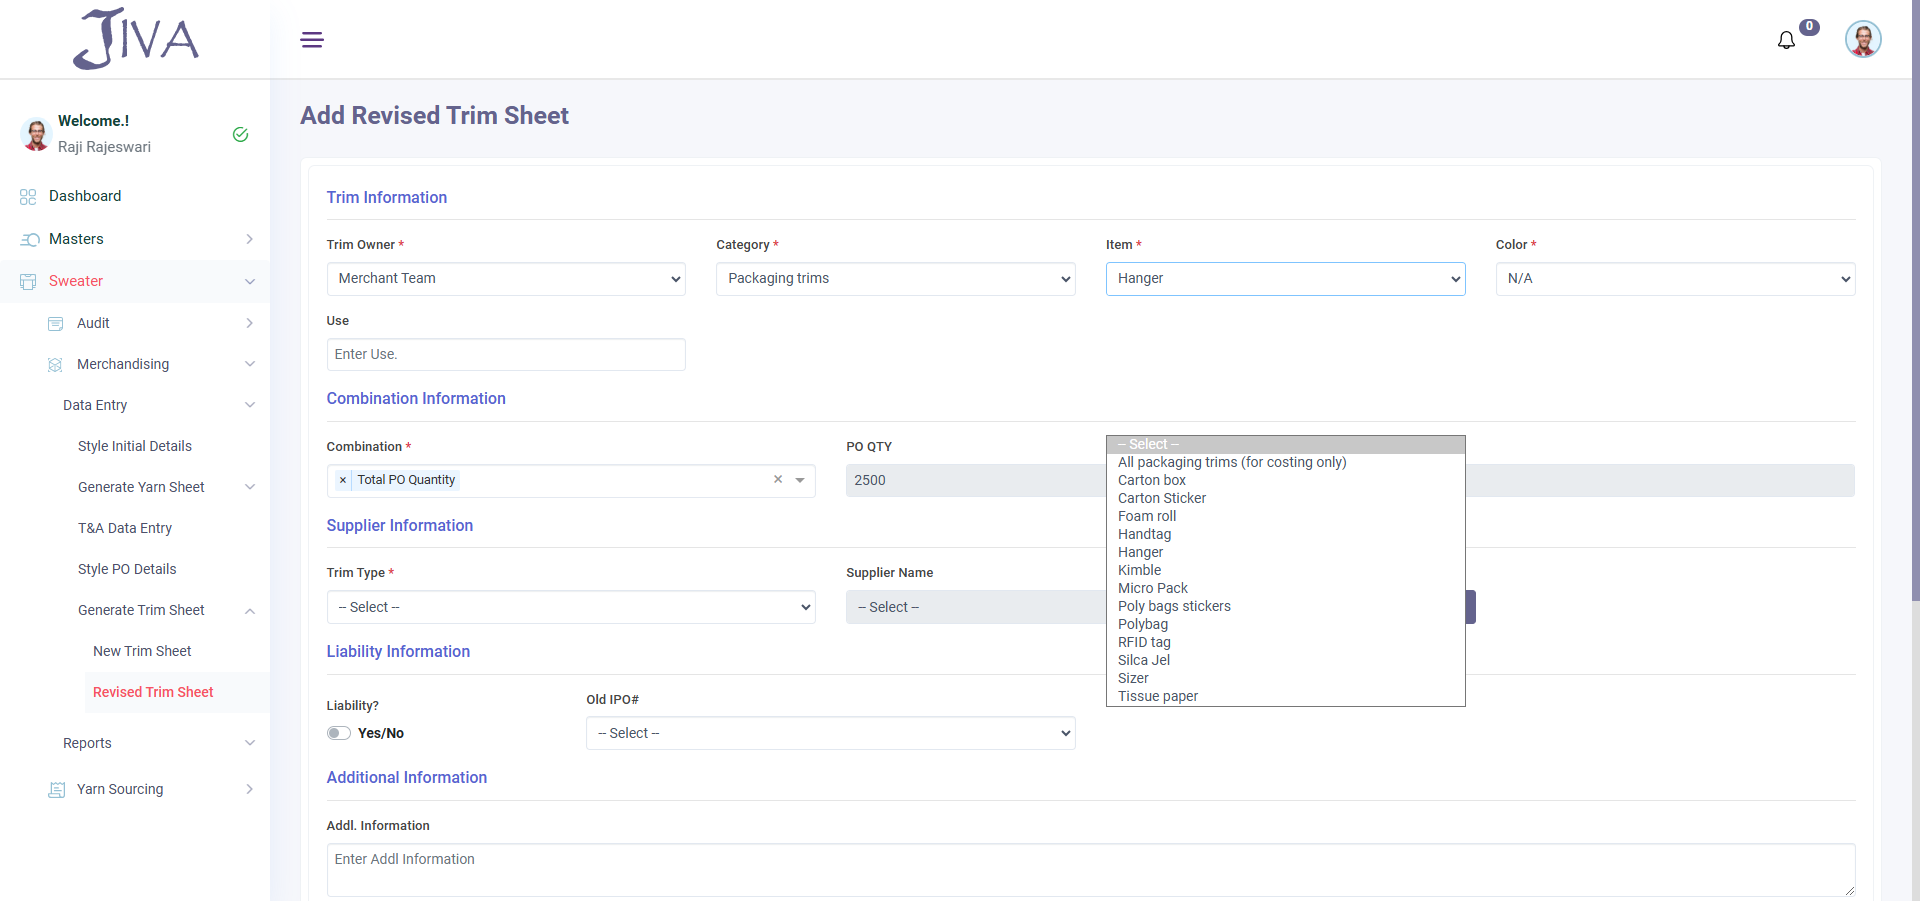 JIVA
0
Welcome.!
Raji Rajeswari
Dashboard
Masters
Sweater
Audit
Merchandising
Data Entry
Style Initial Details
Generate Yarn Sheet
T&A Data Entry
Style PO Details
Generate Trim Sheet
New Trim Sheet
Revised Trim Sheet
Reports
Yarn Sourcing
Add Revised Trim Sheet
Trim Information
Trim Owner * Category * Item * Color *
Merchant Team Packaging trims Hanger N/A
Use
Enter Use.
Combination Information
Combination * PO QTY
× Total PO Quantity × 2500
Supplier Information
Trim Type * Supplier Name
-- Select -- -- Select --
Liability Information
Liability? Old IPO#
Yes/No -- Select --
Additional Information
Addl. Information
Enter Addl Information
-- Select --
All packaging trims (for costing only)
Carton box
Carton Sticker
Foam roll
Handtag
Hanger
Kimble
Micro Pack
Poly bags stickers
Polybag
RFID tag
Silca Jel
Sizer
Tissue paper